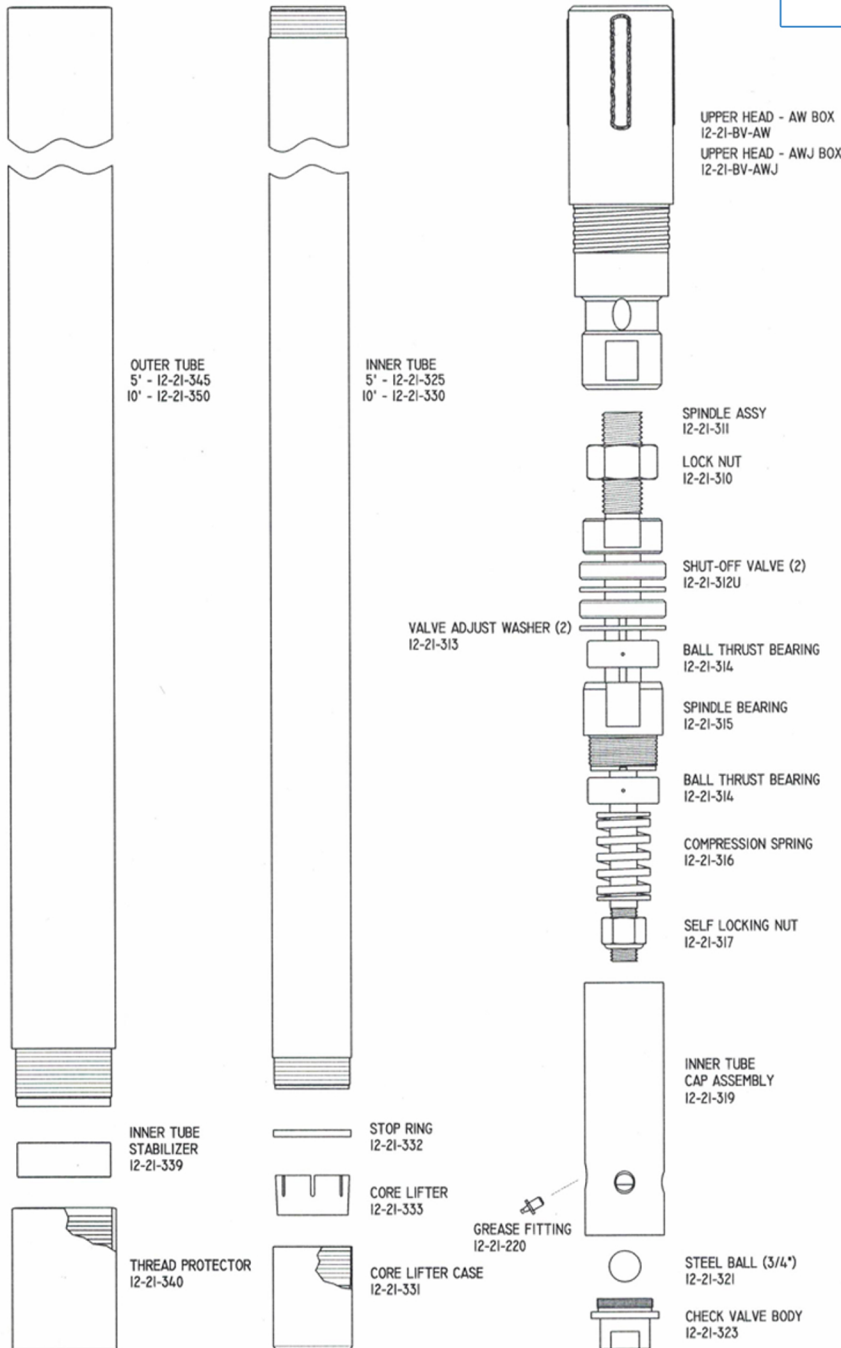 UPPER HEAD - AW BOX
12-21-BV-AW
UPPER HEAD - AWJ BOX
12-21-BV-AWJ
OUTER TUBE
5' - 12-21-345
10' - 12-21-350
INNER TUBE
5' - 12-21-325
10' - 12-21-330
SPINDLE ASSY
12-21-311
LOCK NUT
12-21-310
SHUT-OFF VALVE (2)
12-21-312U
VALVE ADJUST WASHER (2)
12-21-313
BALL THRUST BEARING
12-21-314
SPINDLE BEARING
12-21-315
BALL THRUST BEARING
12-21-314
COMPRESSION SPRING
12-21-316
SELF LOCKING NUT
12-21-317
INNER TUBE
CAP ASSEMBLY
12-21-319
INNER TUBE
STABILIZER
12-21-339
STOP RING
12-21-332
CORE LIFTER
12-21-333
GREASE FITTING
12-21-220
THREAD PROTECTOR
12-21-340
CORE LIFTER CASE
12-21-331
STEEL BALL (3/4")
12-21-321
CHECK VALVE BODY
12-21-323